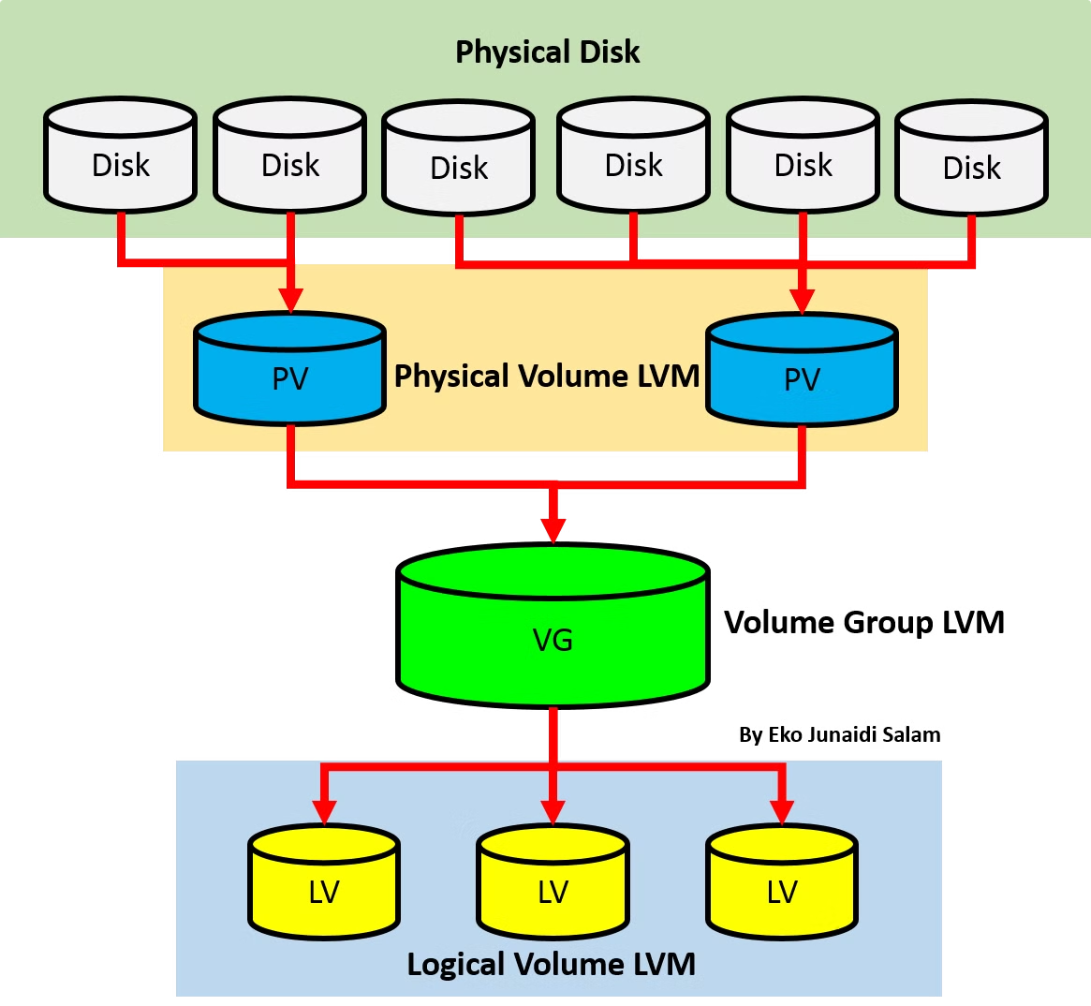 Physical Disk
Disk
Disk
Disk
Disk
Disk
Disk
PV
Physical Volume LVM
PV
VG
Volume Group LVM
By Eko Junaidi Salam
LV
LV
LV
Logical Volume LVM